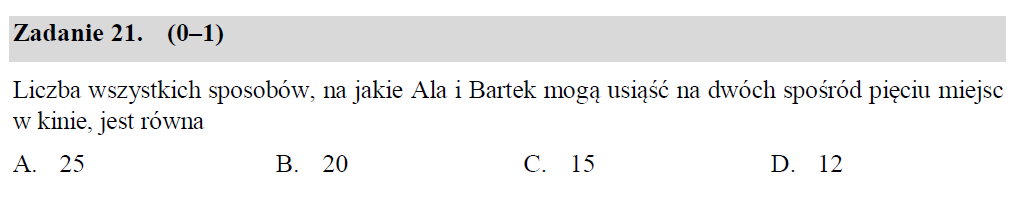 Zadanie 21. (0–1)
Liczba wszystkich sposobów, na jakie Ala i Bartek mogą usiąść na dwóch spośród pięciu miejsc
w kinie, jest równa
A. 25 B. 20 C. 15 D. 12